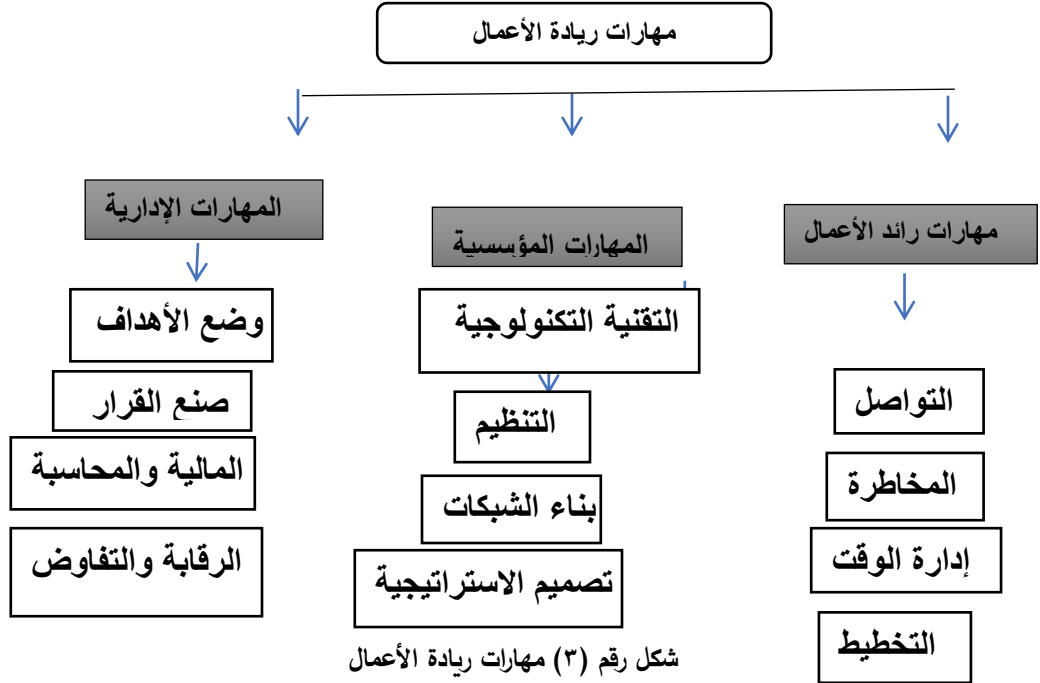 مهارات ريادة الأعمال
مهارات رائد الأعمال
التواصل
المخاطرة
إدارة الوقت
التخطيط
المهارات المؤسسية
التقنية التكنولوجية
التنظيم
بناء الشبكات
تصميم الاستراتيجية
المهارات الإدارية
وضع الأهداف
صنع القرار
المالية والمحاسبة
الرقابة والتفاوض
شكل رقم (٣) مهارات ريادة الأعمال